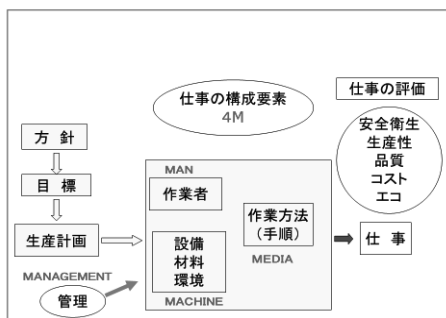 仕事の構成要素
4M
仕事の評価
安全衛生
生産性
品質
コスト
エコ
方 針
目 標
生産計画
MAN
作業者
設備
材料
環境
MACHINE
作業方法
(手順)
MEDIA
仕 事
MANAGEMENT
管理